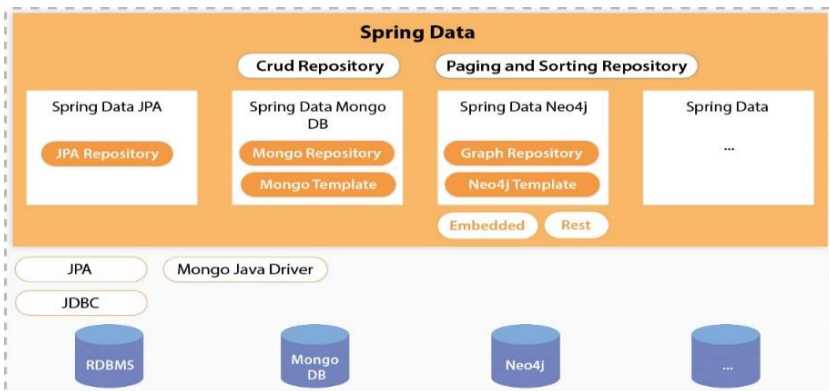 Spring Data
Crud Repository
Paging and Sorting Repository
Spring Data JPA
JPA Repository
Spring Data Mongo
DB
Mongo Repository
Mongo Template
Spring Data Neo4j
Graph Repository
Neo4j Template
Spring Data
...
Embedded
Rest
JPA
Mongo Java Driver
JDBC
RDBMS
Mongo
DB
Neo4j
...